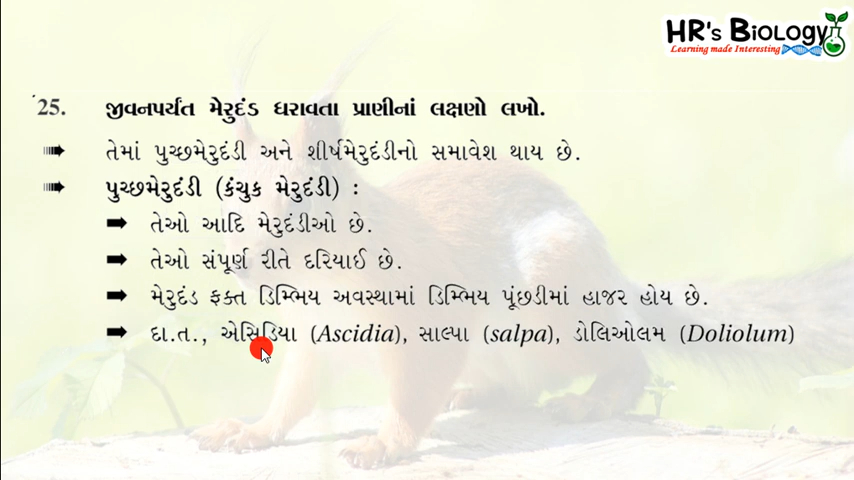 HR's Biology
Learning made Interesting
25. જીવનપર્યંત મેરુદંડ ધરાવતા પ્રાણીનાં લક્ષણો લખો.
તેમાં પુચ્છમેરુદંડી અને શીર્ષમેરુદંડીનો સમાવેશ થાય છે.
પુચ્છમેરુદંડી (કંચુક મેરુદંડી) :
તેઓ આદિ મેરુદંડીઓ છે.
તેઓ સંપૂર્ણ રીતે દરિયાઈ છે.
મેરુદંડ ફક્ત ડિમ્ભિય અવસ્થામાં ડિમ્ભિય પૂંછડીમાં હાજર હોય છે.
દા.ત., એસિડિયા (Ascidia), સાલ્પા (salpa), ડોલિઓલમ (Doliolum)